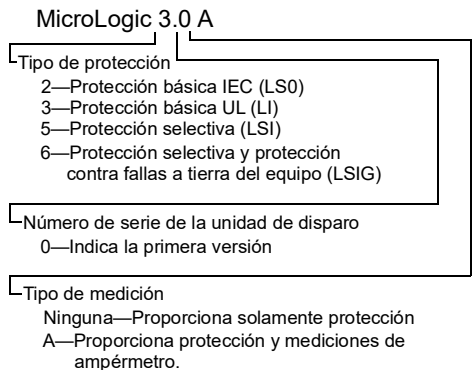 MicroLogic 3.0 A
Tipo de protección
2—Protección básica IEC (LS0)
3—Protección básica UL (LI)
5—Protección selectiva (LSI)
6—Protección selectiva y protección
contra fallas a tierra del equipo (LSIG)
Número de serie de la unidad de disparo
0—Indica la primera versión
Tipo de medición
Ninguna—Proporciona solamente protección
A—Proporciona protección y mediciones de
ampérmetro.